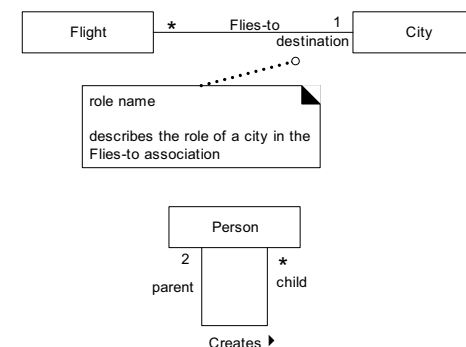 Flight
*
Flies-to
1
destination
City
role name
describes the role of a city in the
Flies-to association
Person
2
*
parent
child
Creates